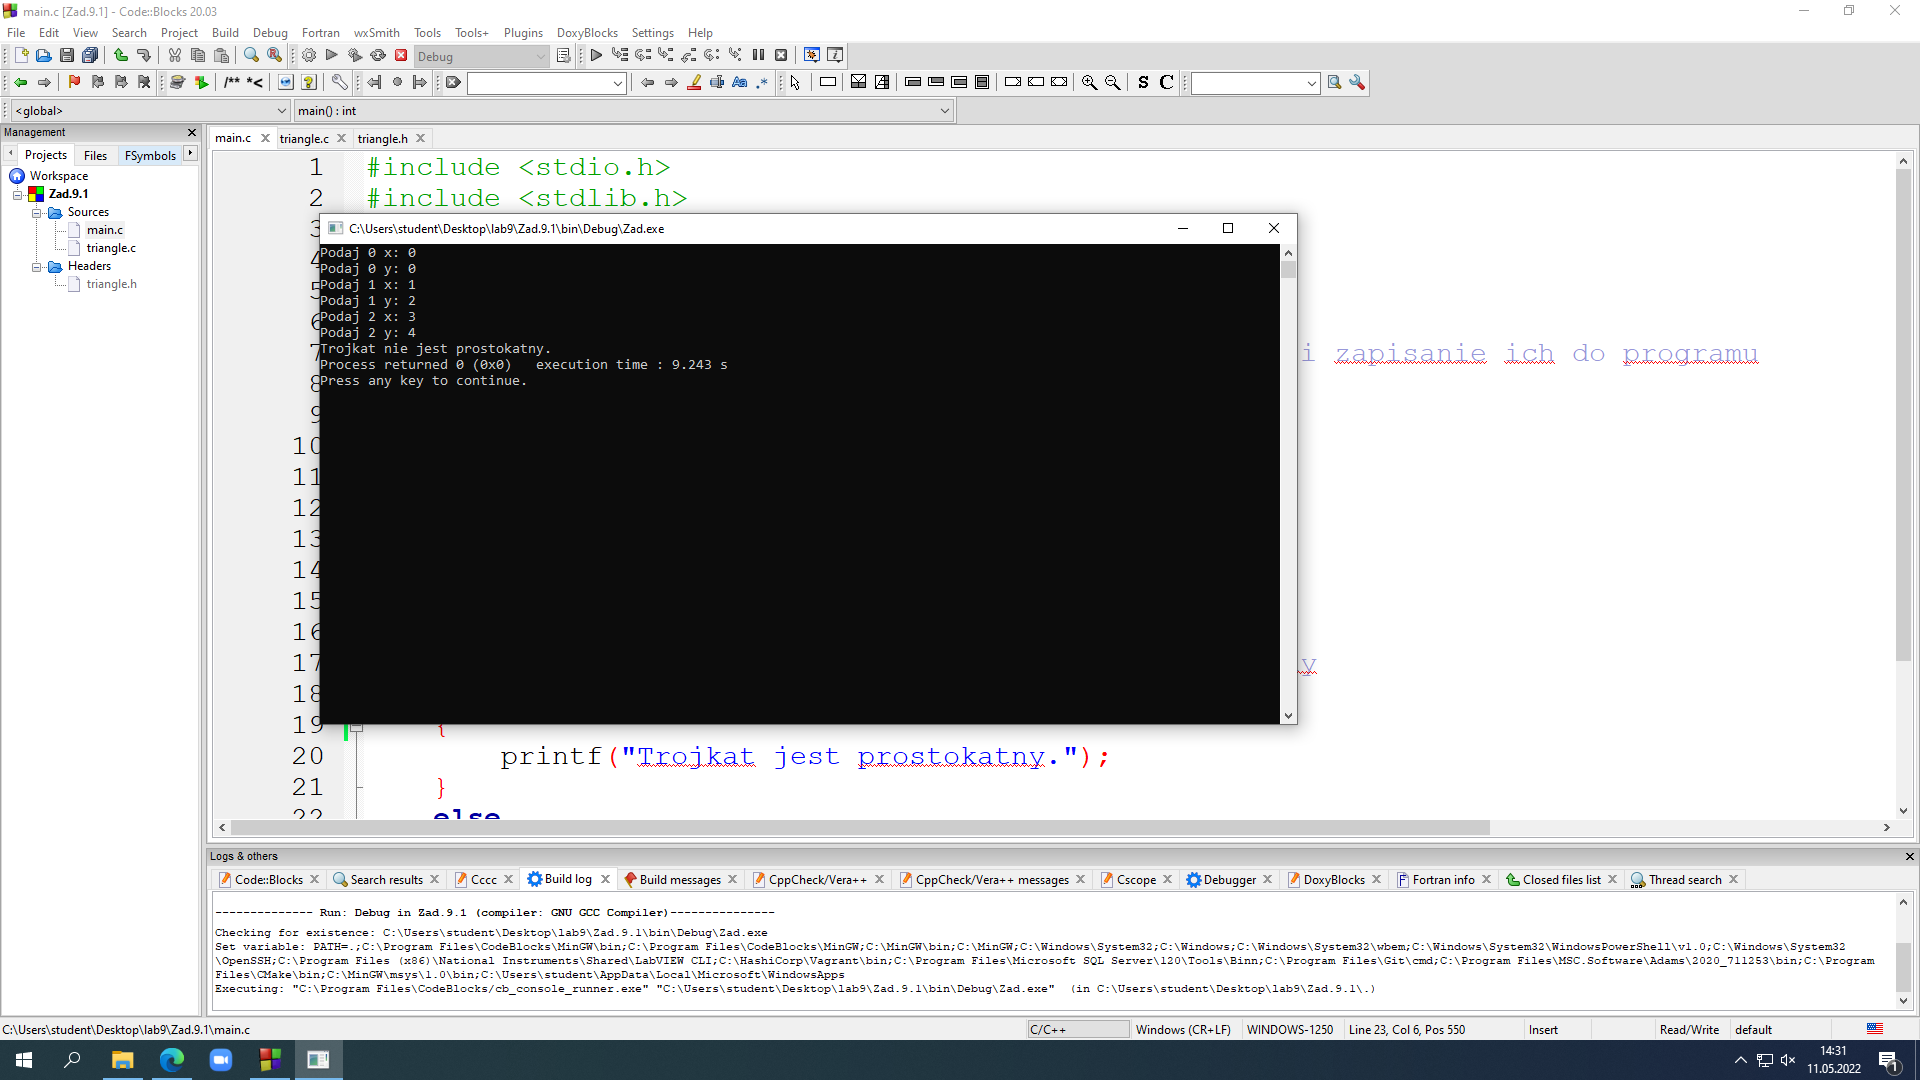 main.c [Zad.9.1] - Code::Blocks 20.03
File Edit View Search Project Build Debug Fortran wxSmith Tools Tools+ Plugins DoxyBlocks Settings Help
Debug
/** *<
S C
<global>
main() : int
Management
Projects Files FSymbols
Workspace
Zad.9.1
Sources
main.c
triangle.c
Headers
triangle.h
main.c triangle.c triangle.h
1 #include <stdio.h>
2 #include <stdlib.h>
3
4
5
6
7 i zapisanie ich do programu
8
9
10
11
12
13
14
15
16
17 y
18
19 {
20 printf("Trojkat jest prostokatny.");
21 }
22 else
C:\Users\student\Desktop\lab9\Zad.9.1\bin\Debug\Zad.exe
Podaj 0 x: 0
Podaj 0 y: 0
Podaj 1 x: 1
Podaj 1 y: 2
Podaj 2 x: 3
Podaj 2 y: 4
Trojkat nie jest prostokatny.
Process returned 0 (0x0)   execution time : 9.243 s
Press any key to continue.
Logs & others
Code::Blocks Search results Cccc Build log Build messages CppCheck/Vera++ CppCheck/Vera++ messages Cscope Debugger DoxyBlocks Fortran info Closed files list Thread search
-------------- Run: Debug in Zad.9.1 (compiler: GNU GCC Compiler)---------------
Checking for existence: C:\Users\student\Desktop\lab9\Zad.9.1\bin\Debug\Zad.exe
Set variable: PATH=.;C:\Program Files\CodeBlocks\MinGW\bin;C:\Program Files\CodeBlocks\MinGW;C:\MinGW\bin;C:\MinGW;C:\Windows\System32;C:\Windows;C:\Windows\System32\wbem;C:\Windows\System32\WindowsPowerShell\v1.0;C:\Windows\System32
\OpenSSH;C:\Program Files (x86)\National Instruments\Shared\LabVIEW CLI;C:\HashiCorp\Vagrant\bin;C:\Program Files\Microsoft SQL Server\120\Tools\Binn;C:\Program Files\Git\cmd;C:\Program Files\MSC.Software\Adams\2020_711253\bin;C:\Program
Files\CMake\bin;C:\MinGW\msys\1.0\bin;C:\Users\student\AppData\Local\Microsoft\WindowsApps
Executing: "C:\Program Files\CodeBlocks/cb_console_runner.exe" "C:\Users\student\Desktop\lab9\Zad.9.1\bin\Debug\Zad.exe"  (in C:\Users\student\Desktop\lab9\Zad.9.1\.)
C:\Users\student\Desktop\lab9\Zad.9.1\main.c C/C++ Windows (CR+LF) WINDOWS-1250 Line 23, Col 6, Pos 550 Insert Read/Write default
14:31
11.05.2022
1